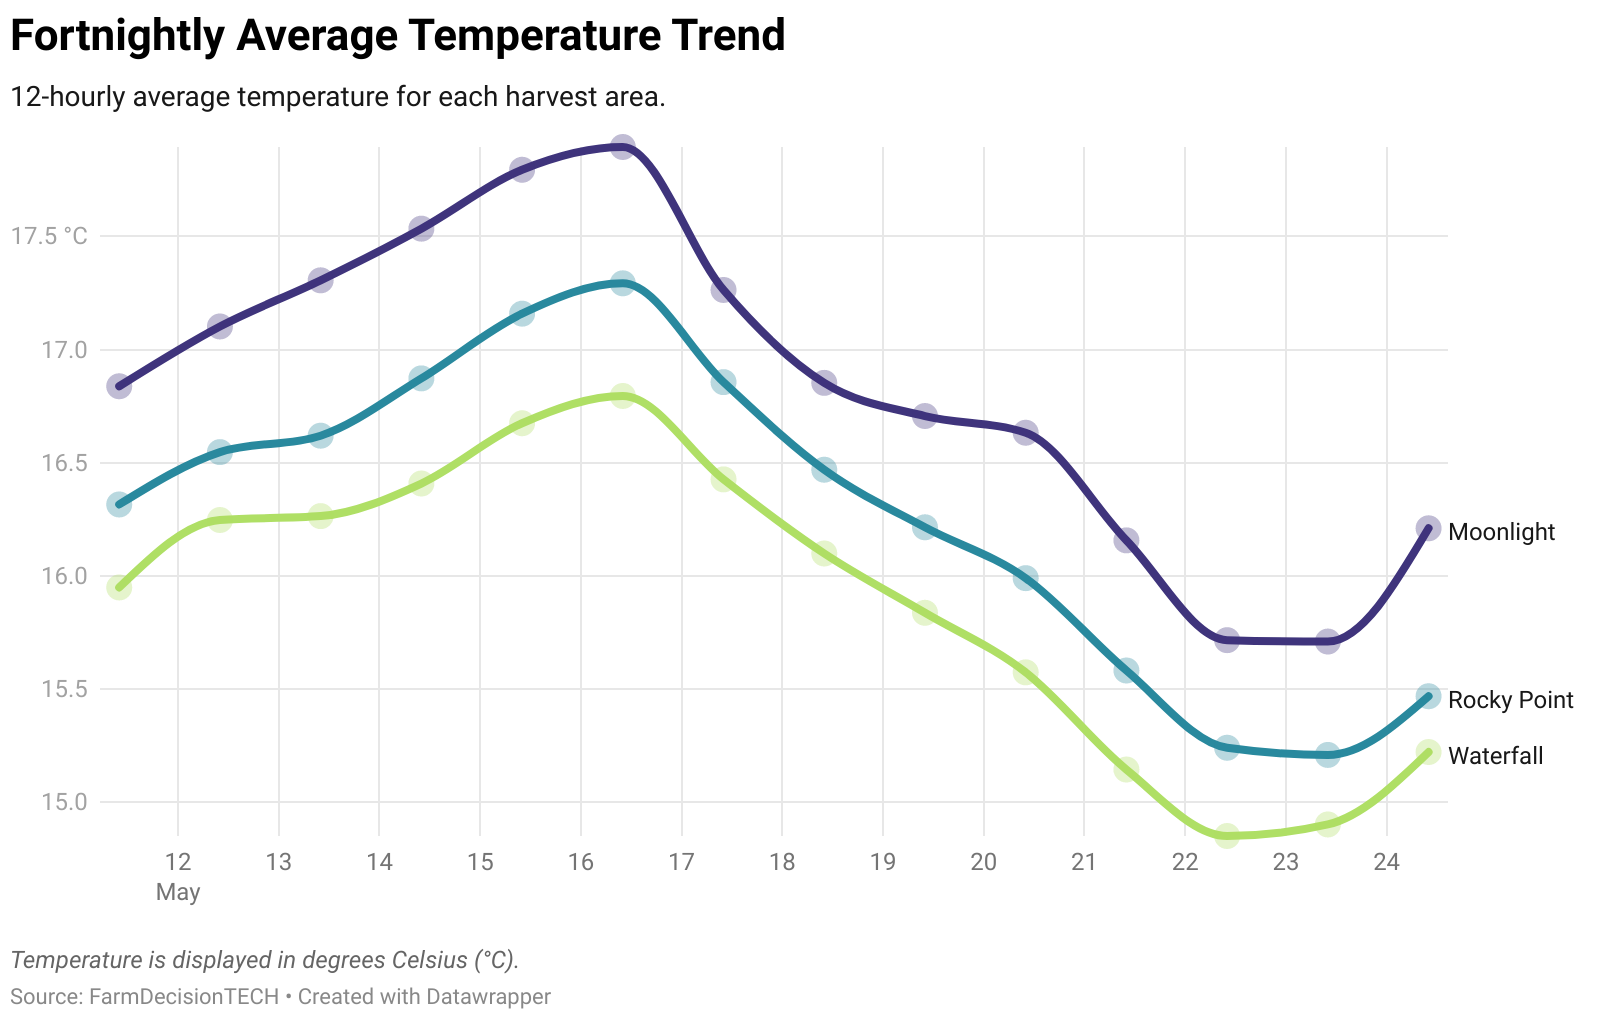 Fortnightly Average Temperature Trend
12-hourly average temperature for each harvest area.
17.5 °C
17.0
16.5
16.0
15.5
15.0
Moonlight
Rocky Point
Waterfall
12 13 14 15 16 17 18 19 20 21 22 23 24
May
Temperature is displayed in degrees Celsius (°C).
Source: FarmDecisionTECH • Created with Datawrapper